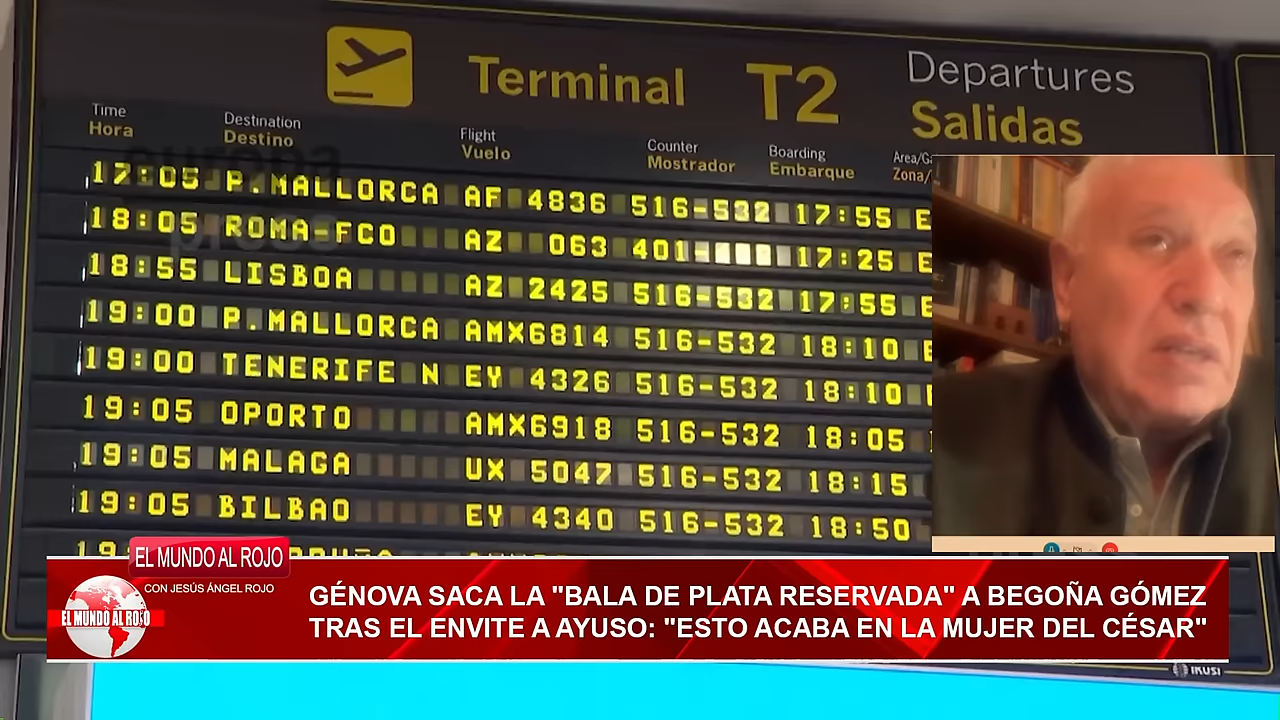 Terminal T2 Departures
Salidas
Time Destination Flight Counter Boarding Area/Ga
Hora Destino Vuelo Mostrador Embarque Zona/
europa
press
17:05 P.MALLORCA AF 4836 516-532 17:55 E
18:05 ROMA-FCO AZ 063 401- 17:25 E
18:55 LISBOA AZ 2425 516-532 17:55 E
19:00 P.MALLORCA AMX6814 516-532 18:10 E
19:00 TENERIFE N EY 4326 516-532 18:10 E
19:05 OPORTO AMX6918 516-532 18:05
19:05 MALAGA UX 5047 516-532 18:15
19:05 BILBAO EY 4340 516-532 18:50
EL MUNDO AL ROJO
CON JESÚS ÁNGEL ROJO
EL MUNDO AL ROJO
GÉNOVA SACA LA "BALA DE PLATA RESERVADA" A BEGOÑA GÓMEZ
TRAS EL ENVITE A AYUSO: "ESTO ACABA EN LA MUJER DEL CÉSAR"
IKUSI